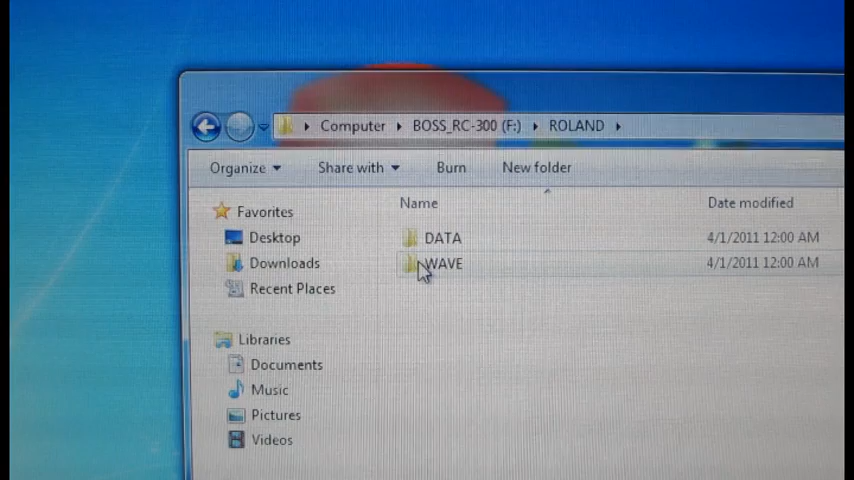 Computer BOSS_RC-300 (F:) ROLAND
Organize Share with Burn New folder
Favorites
Desktop
Downloads
Recent Places
Libraries
Documents
Music
Pictures
Videos
Name Date modified
DATA 4/1/2011 12:00 AM
WAVE 4/1/2011 12:00 AM